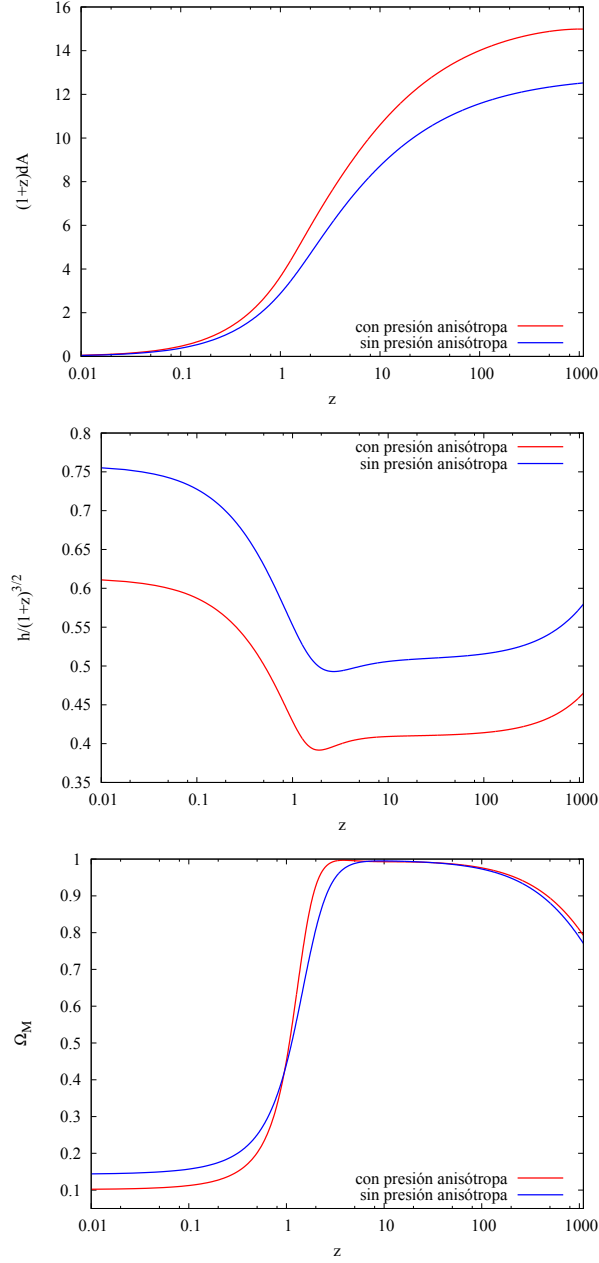 16
14
12
10
8
6
4
2
0
(1+z)dA
con presión anisótropa
sin presión anisótropa
0.01 0.1 1 10 100 1000
z
0.8
0.75
0.7
0.65
0.6
0.55
0.5
0.45
0.4
0.35
h/(1+z)^{3/2}
con presión anisótropa
sin presión anisótropa
0.01 0.1 1 10 100 1000
z
1
0.9
0.8
0.7
0.6
0.5
0.4
0.3
0.2
0.1
Ω_M
con presión anisótropa
sin presión anisótropa
0.01 0.1 1 10 100 1000
z